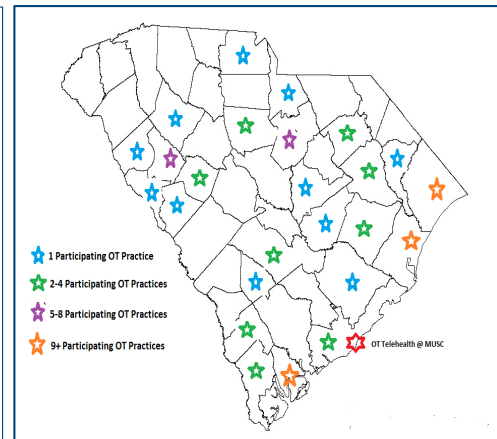 1 Participating OT Practice
2-4 Participating OT Practices
5-8 Participating OT Practices
9+ Participating OT Practices
OT Telehealth @ MUSC